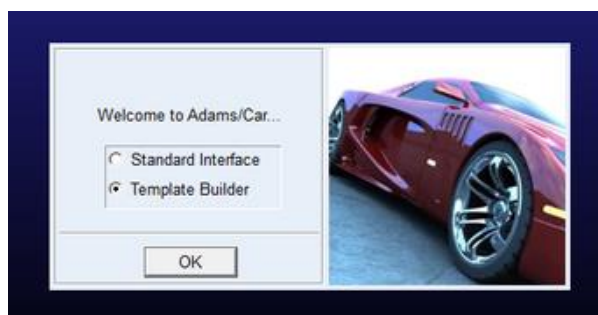 Welcome to Adams/Car...
Standard Interface
Template Builder
OK